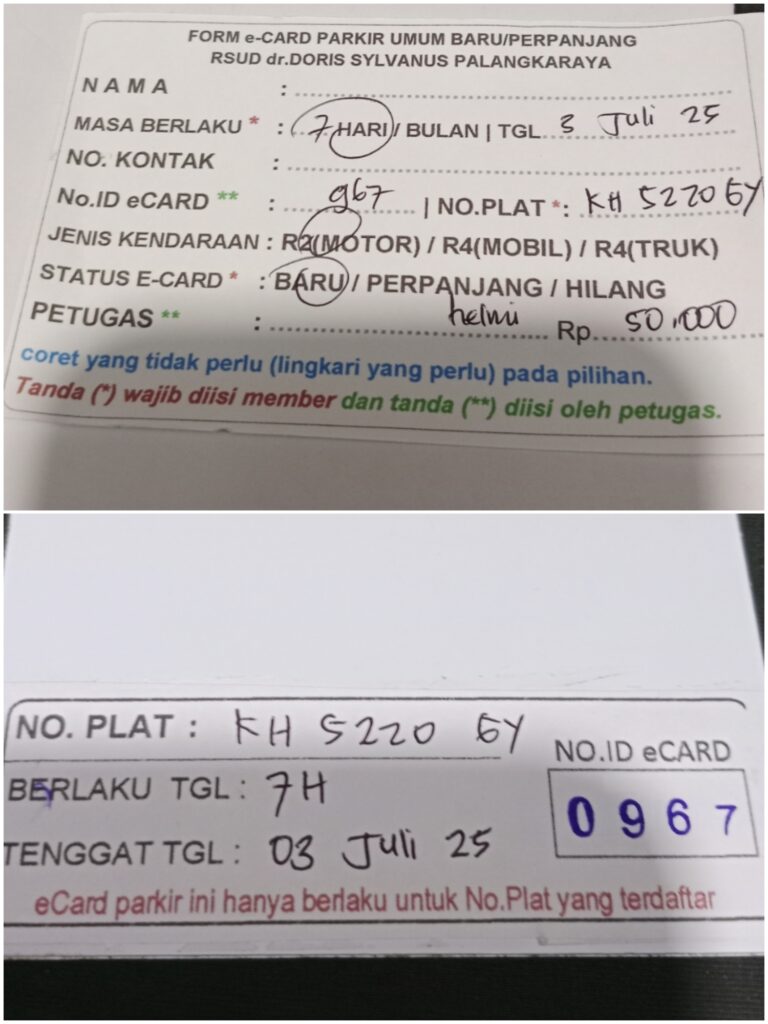 FORM e-CARD PARKIR UMUM BARU/PERPANJANG
RSUD dr.DORIS SYLVANUS PALANGKARAYA
NAMA :
MASA BERLAKU * : (7 HARI) / BULAN | TGL. 3 Juli 25
NO. KONTAK :
No.ID eCARD ** : 967 | NO.PLAT *: KH 5220 GY
JENIS KENDARAAN : R2(MOTOR) / R4(MOBIL) / R4(TRUK)
STATUS E-CARD * : BARU / PERPANJANG / HILANG
PETUGAS ** : helmi Rp. 50.000
coret yang tidak perlu (lingkari yang perlu) pada pilihan.
Tanda (*) wajib diisi member dan tanda (**) diisi oleh petugas.
NO. PLAT : KH 5220 GY
NO.ID eCARD
BERLAKU TGL : 7H
0967
TENGGAT TGL : 03 Juli 25
eCard parkir ini hanya berlaku untuk No.Plat yang terdaftar